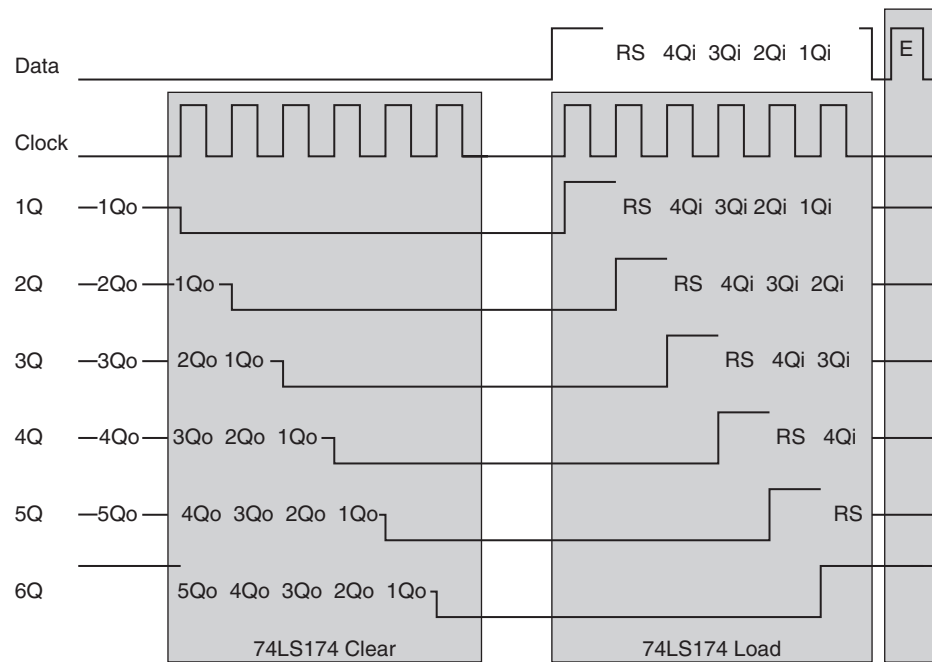 Data RS 4Qi 3Qi 2Qi 1Qi E
Clock
1Q 1Qo RS 4Qi 3Qi 2Qi 1Qi
2Q 2Qo 1Qo RS 4Qi 3Qi 2Qi
3Q 3Qo 2Qo 1Qo RS 4Qi 3Qi
4Q 4Qo 3Qo 2Qo 1Qo RS 4Qi
5Q 5Qo 4Qo 3Qo 2Qo 1Qo RS
6Q 5Qo 4Qo 3Qo 2Qo 1Qo
74LS174 Clear 74LS174 Load